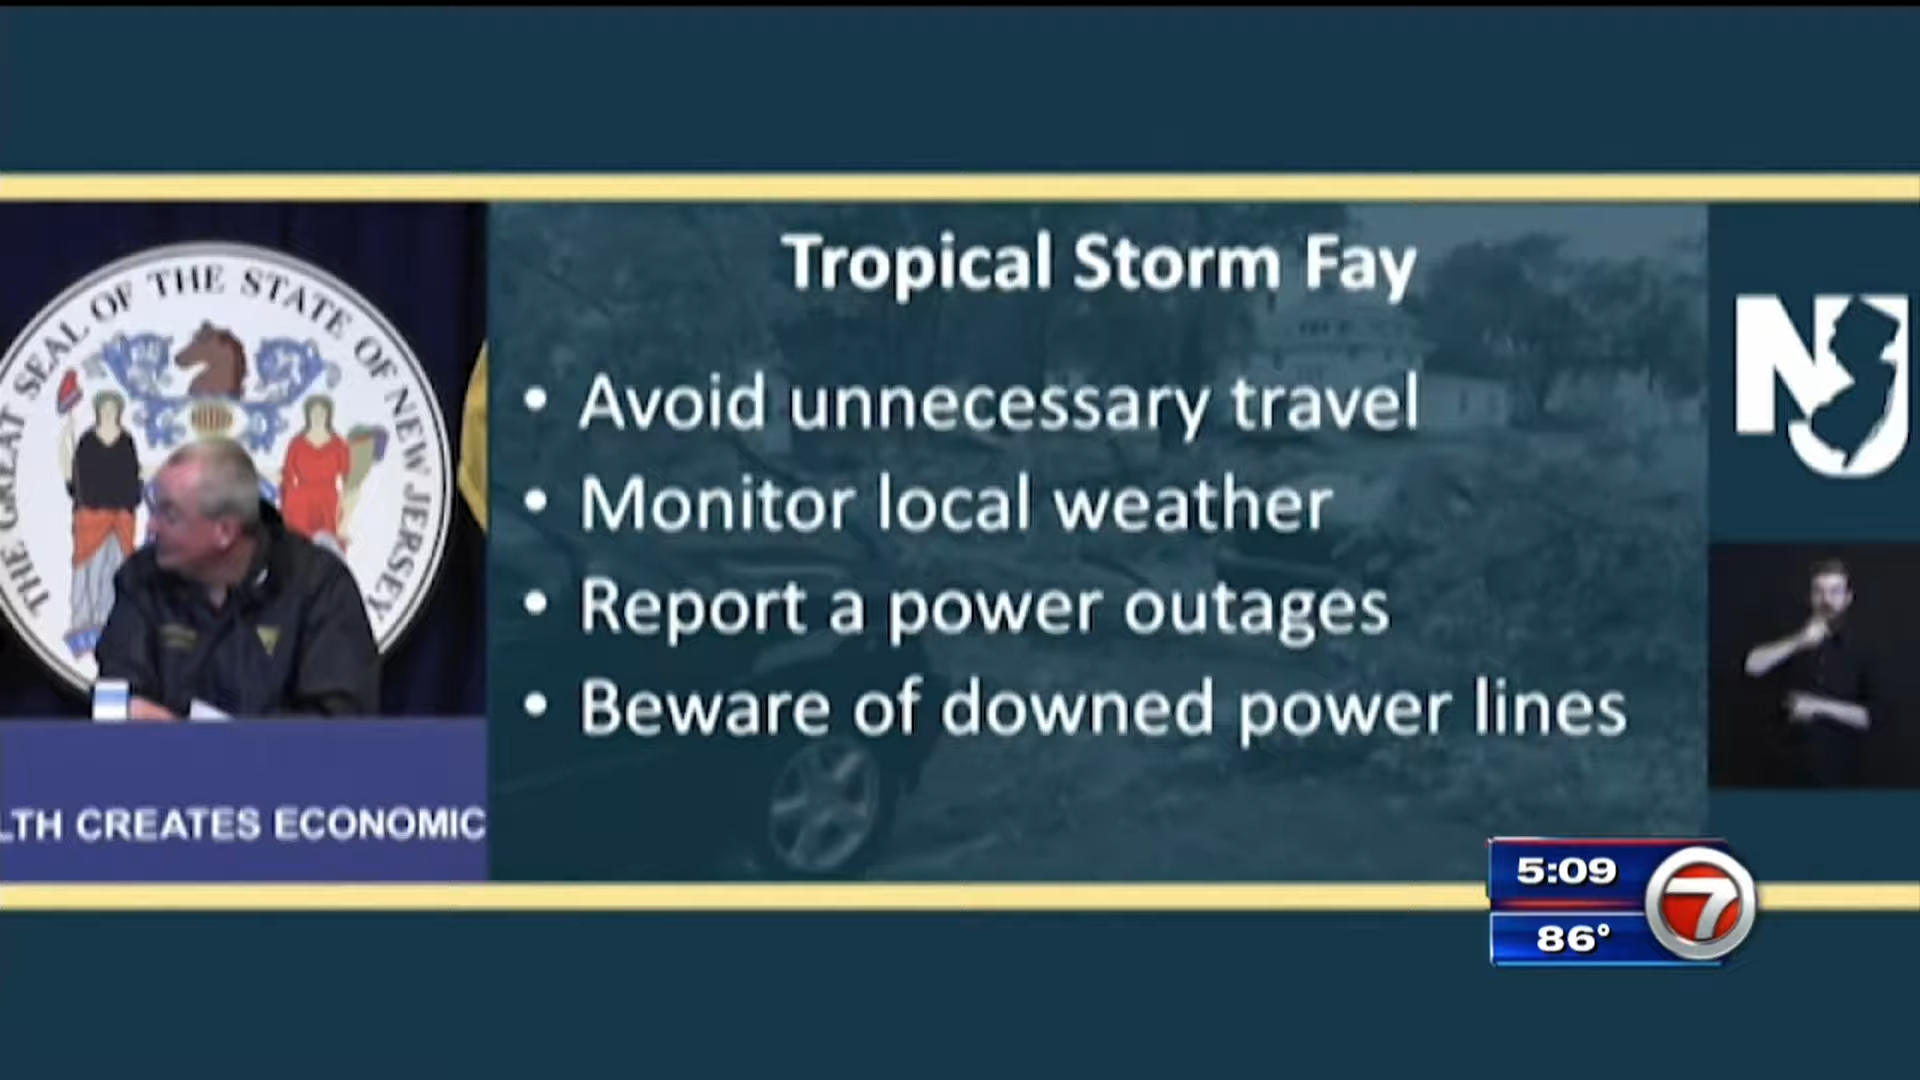 THE GREAT SEAL OF THE STATE OF NEW JERSEY
Tropical Storm Fay
• Avoid unnecessary travel
• Monitor local weather
• Report a power outages
• Beware of downed power lines
NJ
LTH CREATES ECONOMIC
5:09
7
86°